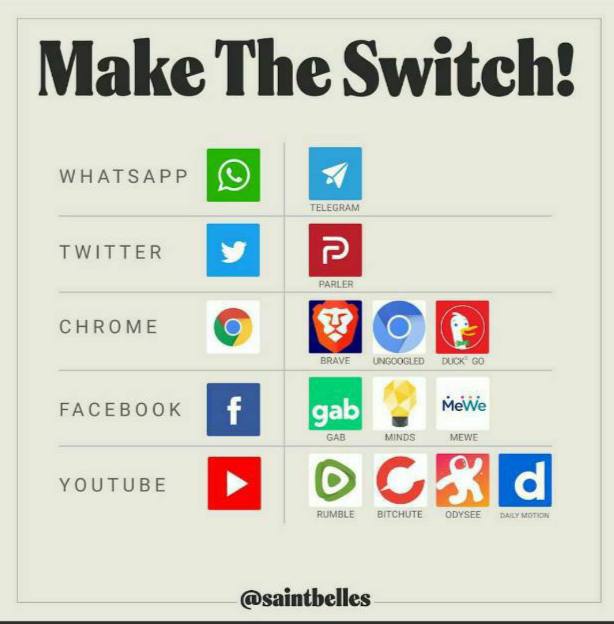 Make The Switch!
WHATSAPP
TELEGRAM
TWITTER
PARLER
CHROME
BRAVE UNGOOGLED DUCK² GO
FACEBOOK
gab MeWe
GAB MINDS MEWE
YOUTUBE
d
RUMBLE BITCHUTE ODYSEE DAILY MOTION
@saintbelles